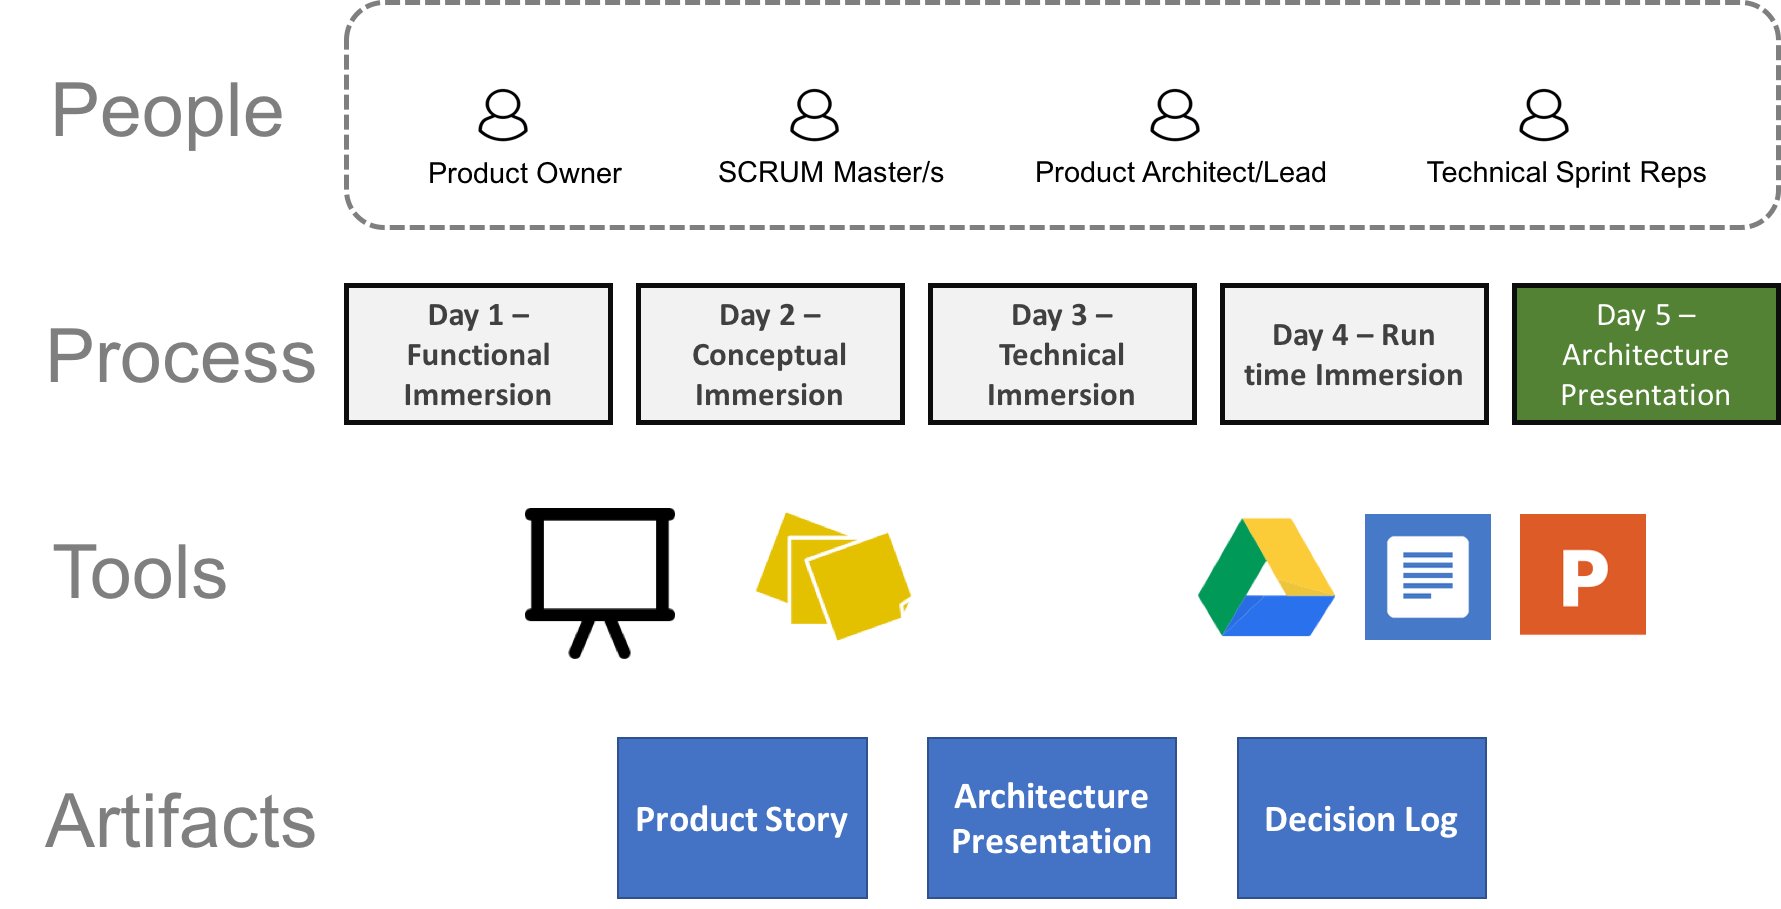 People
Product Owner
SCRUM Master/s
Product Architect/Lead
Technical Sprint Reps
Process
Day 1 –
Functional
Immersion
Day 2 –
Conceptual
Immersion
Day 3 –
Technical
Immersion
Day 4 – Run
time Immersion
Day 5 –
Architecture
Presentation
Tools
P
Artifacts
Product Story
Architecture
Presentation
Decision Log